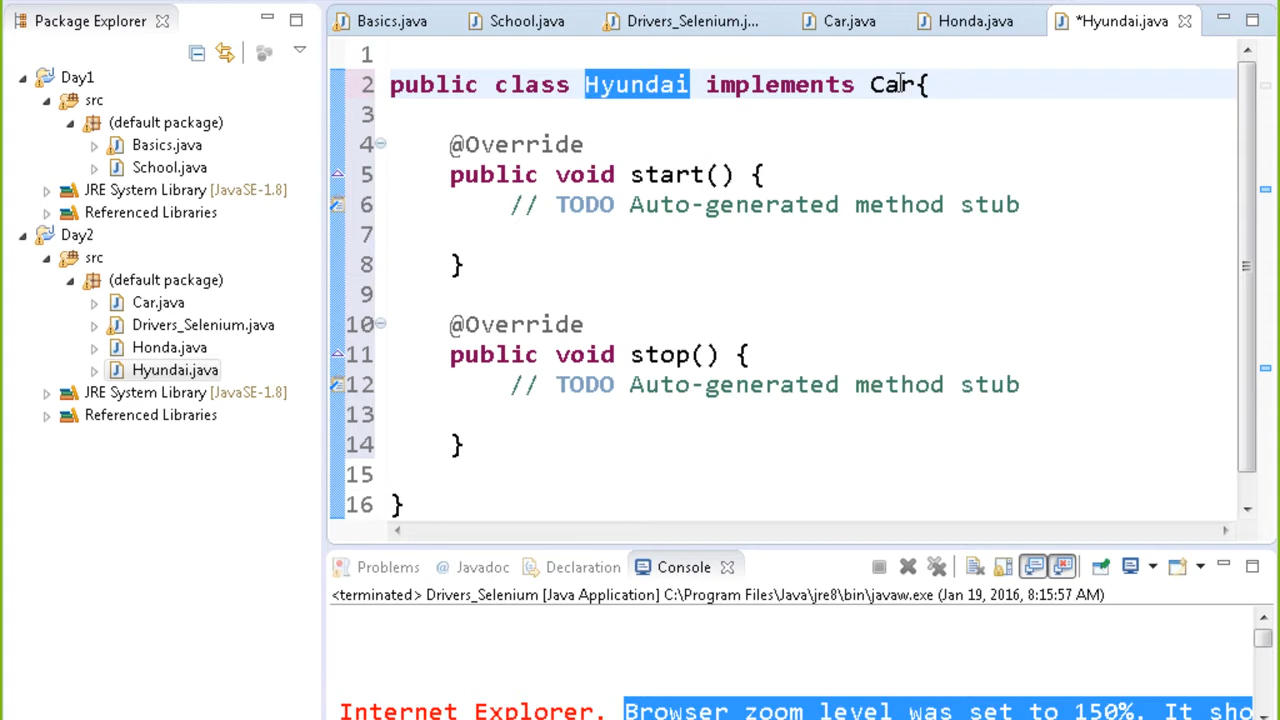 Package Explorer
Day1
src
(default package)
Basics.java
School.java
JRE System Library [JavaSE-1.8]
Referenced Libraries
Day2
src
(default package)
Car.java
Drivers_Selenium.java
Honda.java
Hyundai.java
JRE System Library [JavaSE-1.8]
Referenced Libraries
Basics.java School.java Drivers_Selenium.j... Car.java Honda.java *Hyundai.java
1
2 public class Hyundai implements Car{
3
4 @Override
5 public void start() {
6 // TODO Auto-generated method stub
7
8 }
9
10 @Override
11 public void stop() {
12 // TODO Auto-generated method stub
13
14 }
15
16 }
Problems @ Javadoc Declaration Console
<terminated> Drivers_Selenium [Java Application] C:\Program Files\Java\jre8\bin\javaw.exe (Jan 19, 2016, 8:15:57 AM)
Internet Explorer. Browser zoom level was set to 150%. It sho